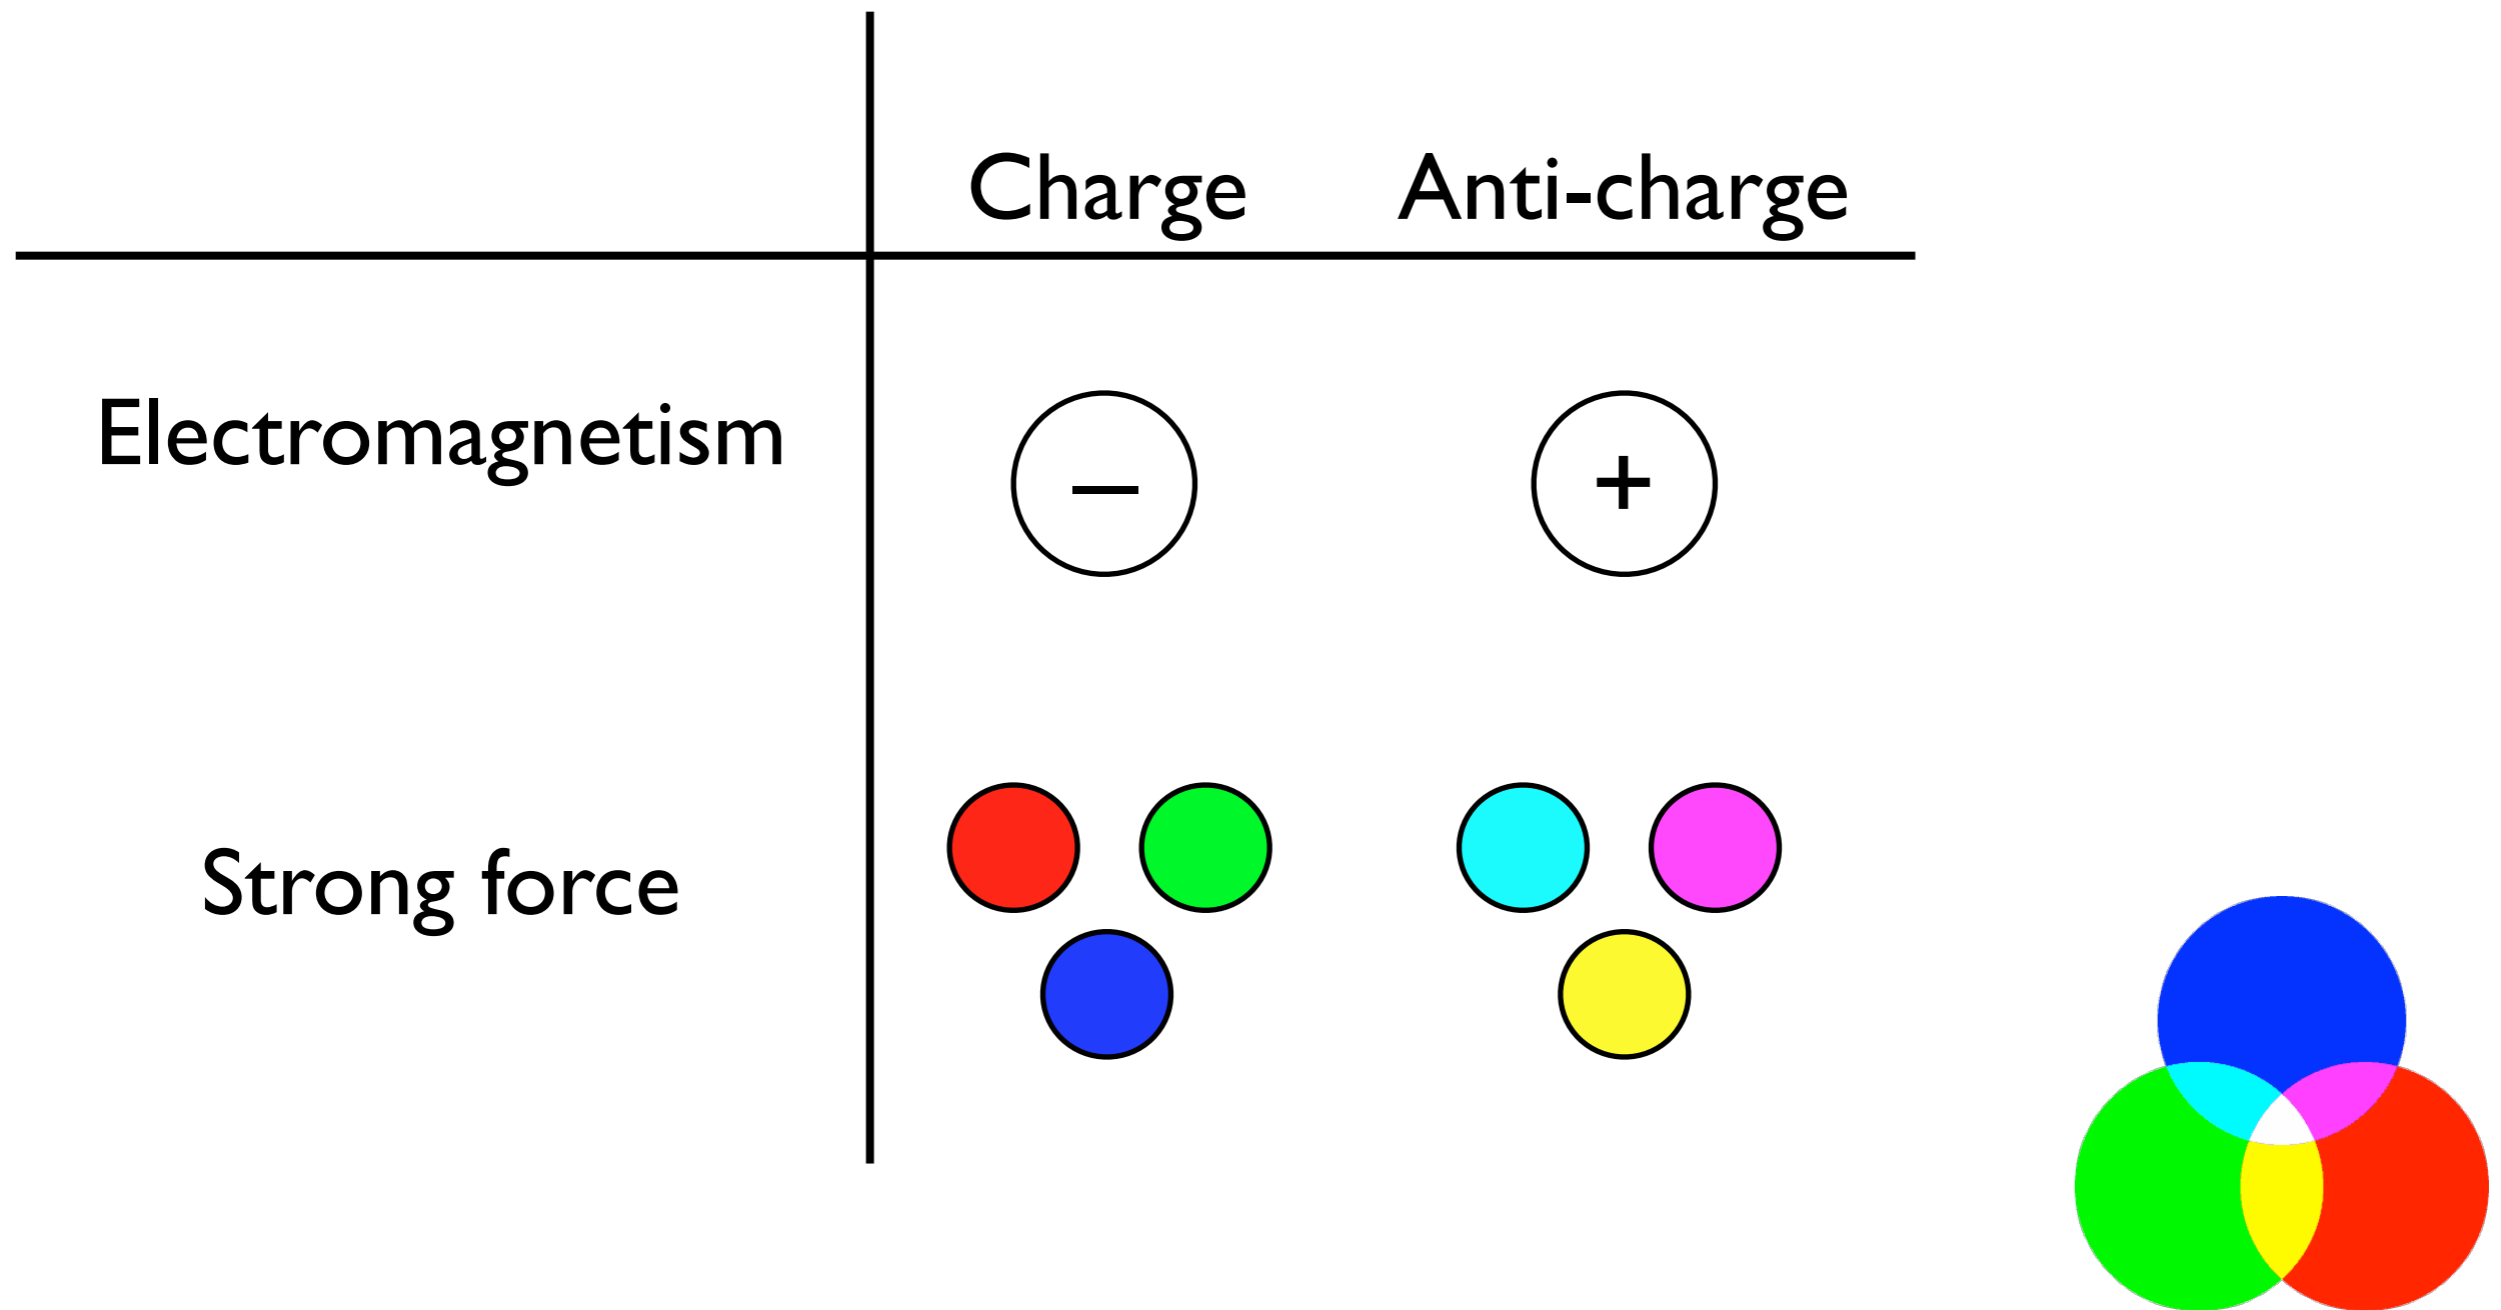 Charge Anti-charge
Electromagnetism
– +
Strong force